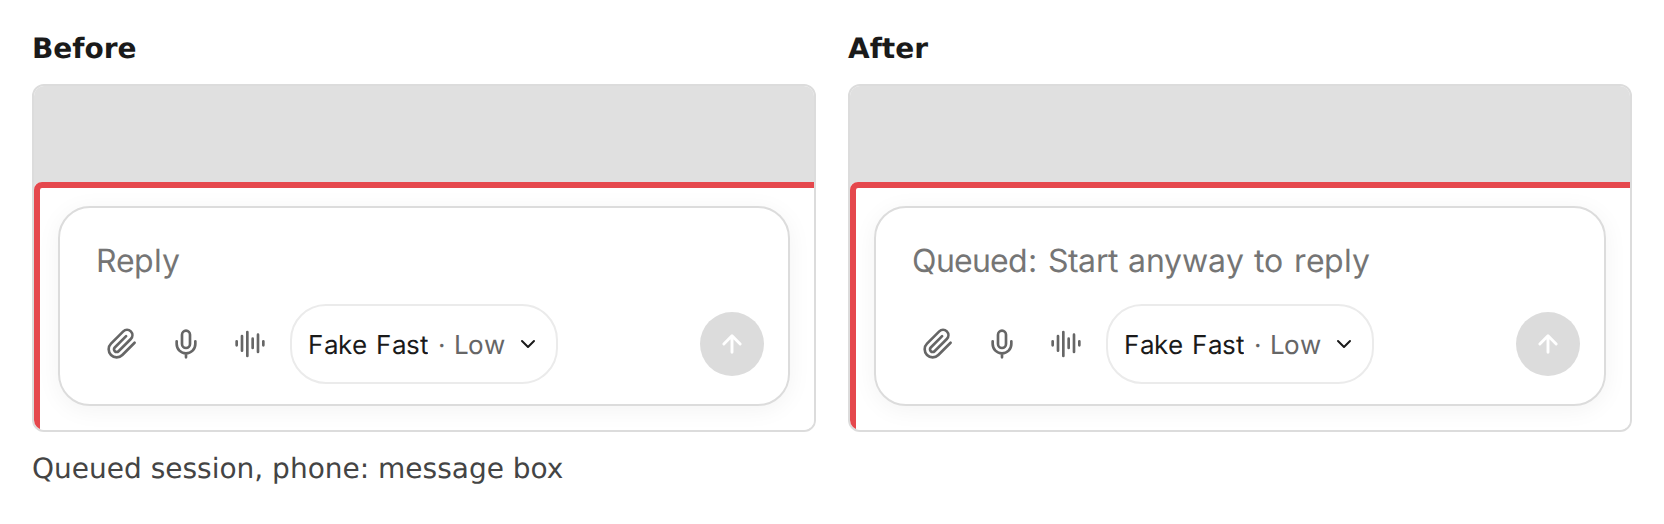 Before
After
Reply
Fake Fast · Low
Queued: Start anyway to reply
Fake Fast · Low
Queued session, phone: message box